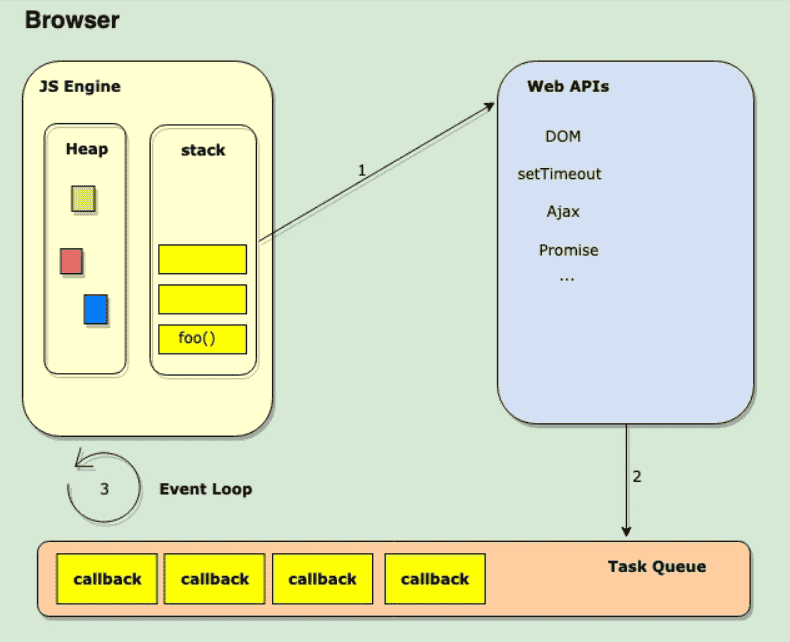 Browser
JS Engine
Heap
stack
foo()
1
Web APIs
DOM
setTimeout
Ajax
Promise
...
2
3
Event Loop
Task Queue
callback
callback
callback
callback